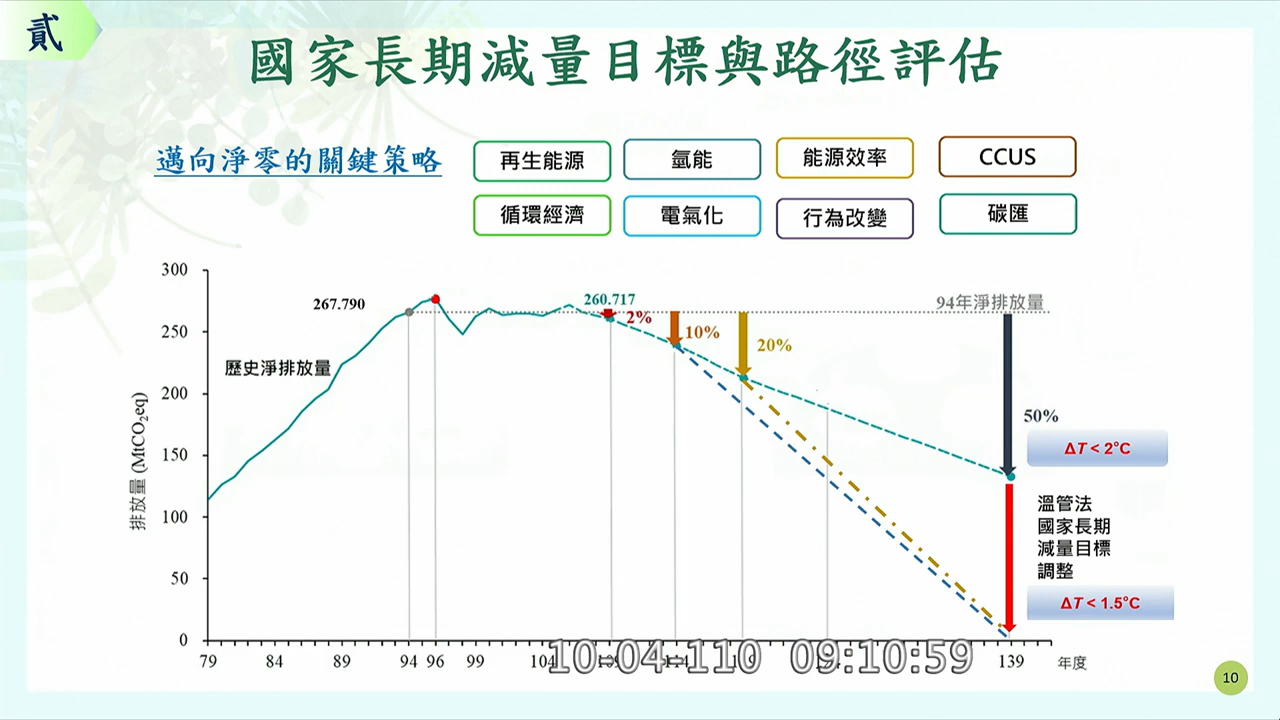 貳
國家長期減量目標與路徑評估
邁向淨零的關鍵策略
再生能源 氫能 能源效率 CCUS
循環經濟 電氣化 行為改變 碳匯
300
250
200
150
100
50
0
排放量 (MtCO₂eq)
267.790
260.717
2%
10%
20%
94年淨排放量
歷史淨排放量
50%
ΔT < 2°C
溫管法
國家長期
減量目標
調整
ΔT < 1.5°C
79 84 89 94 96 99 104 139 年度
10-04-110 09:10:59
10